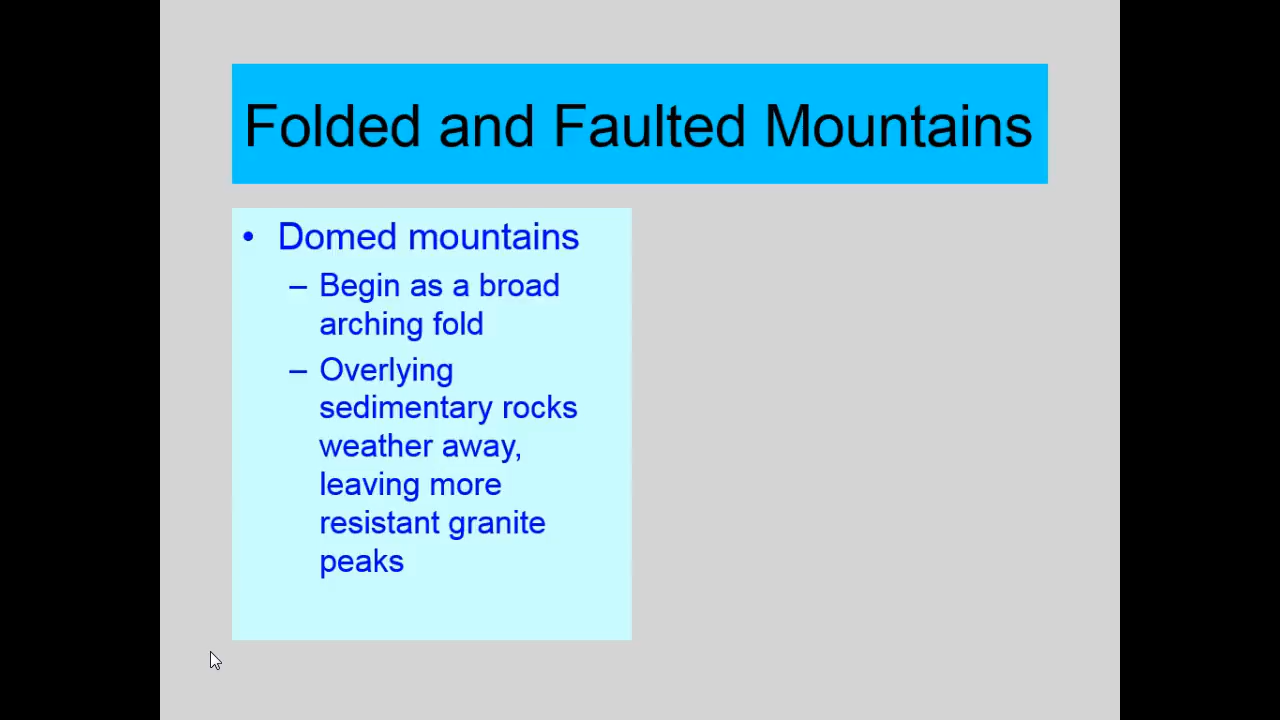 Folded and Faulted Mountains
• Domed mountains
– Begin as a broad
arching fold
– Overlying
sedimentary rocks
weather away,
leaving more
resistant granite
peaks